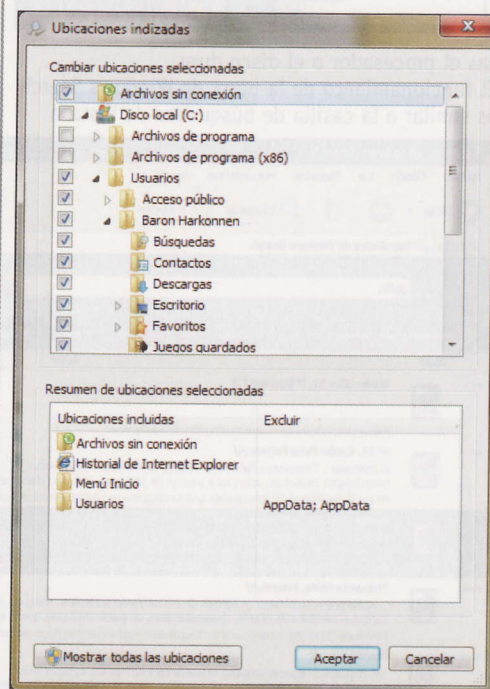 Ubicaciones indizadas
Cambiar ubicaciones seleccionadas
Archivos sin conexión
Disco local (C:)
Archivos de programa
Archivos de programa (x86)
Usuarios
Acceso público
Baron Harkonnen
Búsquedas
Contactos
Descargas
Escritorio
Favoritos
Juegos guardados
Resumen de ubicaciones seleccionadas
Ubicaciones incluidas Excluir
Archivos sin conexión
Historial de Internet Explorer
Menú Inicio
Usuarios AppData; AppData
Mostrar todas las ubicaciones Aceptar Cancelar